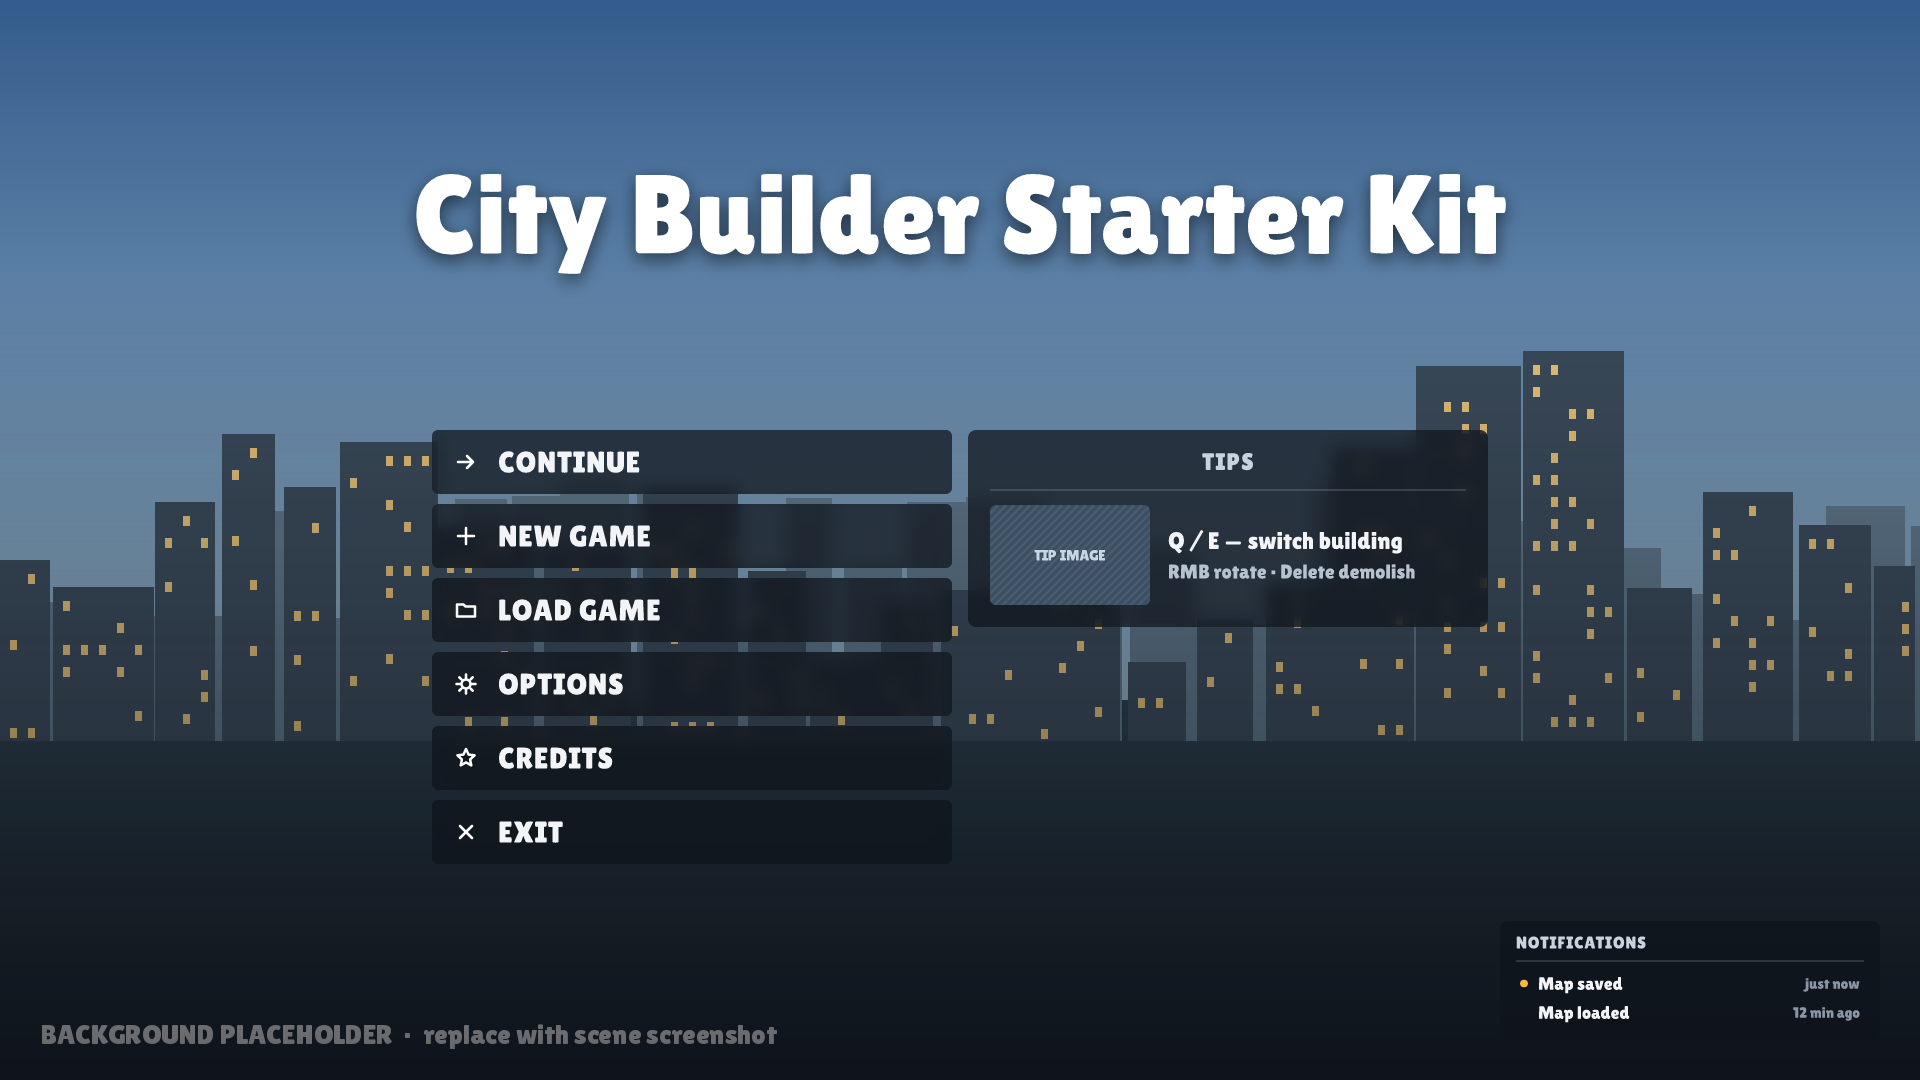 City Builder Starter Kit
CONTINUE
NEW GAME
LOAD GAME
OPTIONS
CREDITS
EXIT
TIPS
TIP IMAGE
Q / E — switch building
RMB rotate · Delete demolish
NOTIFICATIONS
Map saved just now
Map loaded 12 min ago
BACKGROUND PLACEHOLDER · replace with scene screenshot